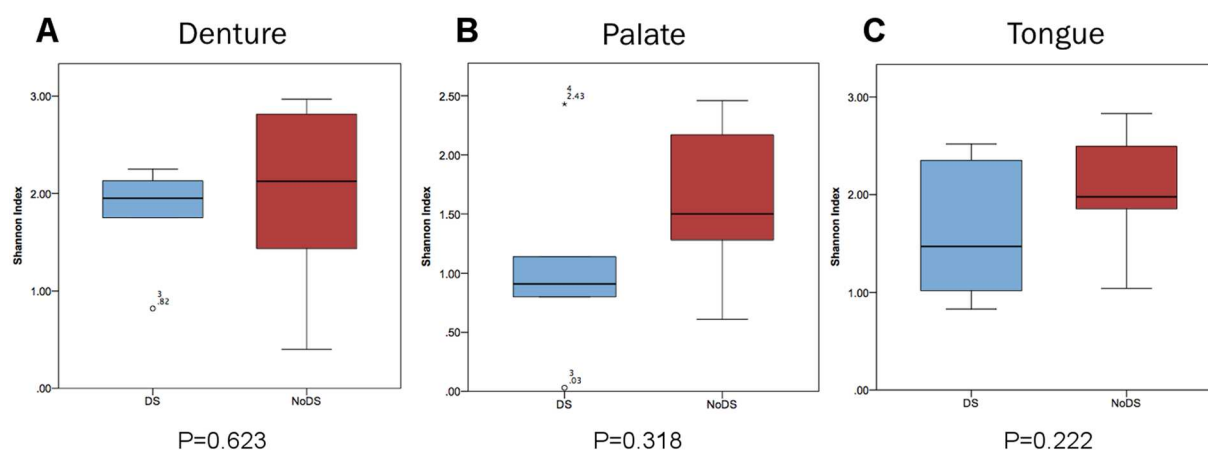 A Denture
Shannon Index
3.00
2.00
1.00
.00
3
.82
DS
NoDS
P=0.623
B Palate
Shannon Index
2.50
2.00
1.50
1.00
.50
.00
4
2.43
3
.03
DS
NoDS
P=0.318
C Tongue
Shannon Index
3.00
2.00
1.00
.00
DS
NoDS
P=0.222